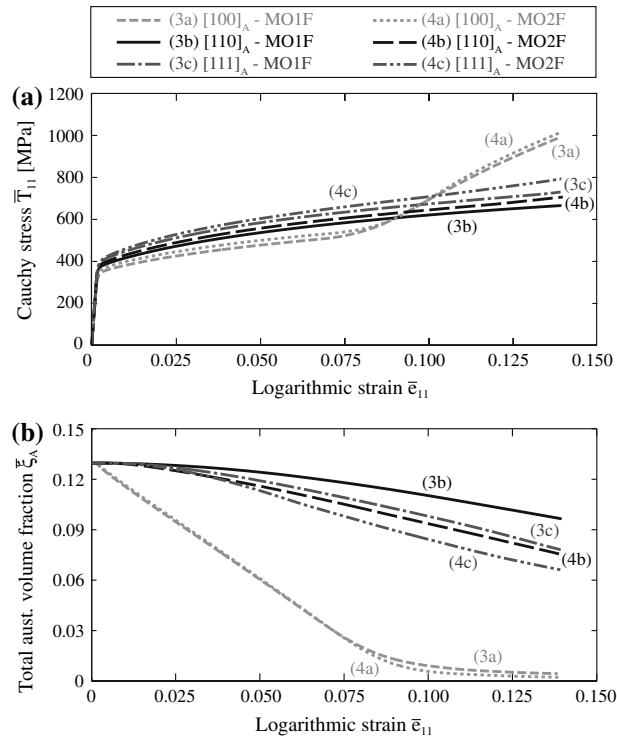 (3a) [100]A - MO1F
(4a) [100]A - MO2F
(3b) [110]A - MO1F
(4b) [110]A - MO2F
(3c) [111]A - MO1F
(4c) [111]A - MO2F
(a)
1200
1000
800
600
400
200
0
Cauchy stress T̅11 [MPa]
(4a)
(3a)
(4c)
(3c)
(4b)
(3b)
0
0.025
0.050
0.075
0.100
0.125
0.150
Logarithmic strain e̅11
(b)
0.15
0.12
0.09
0.06
0.03
0
Total aust. volume fraction ξ̅A
(3b)
(3c)
(4b)
(4c)
(3a)
(4a)
0
0.025
0.050
0.075
0.100
0.125
0.150
Logarithmic strain e̅11